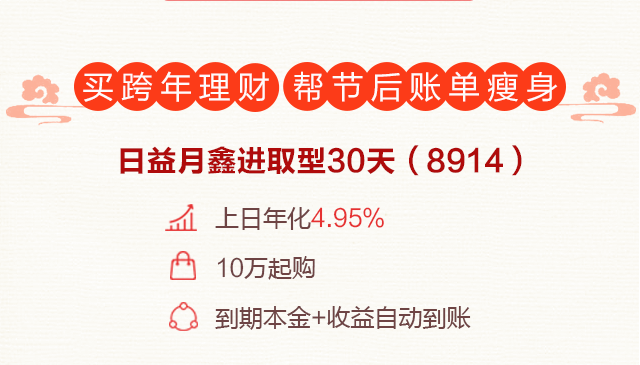 买跨年理财 帮节后账单瘦身
日益月鑫进取型30天（8914）
上日年化4.95%
10万起购
到期本金+收益自动到账